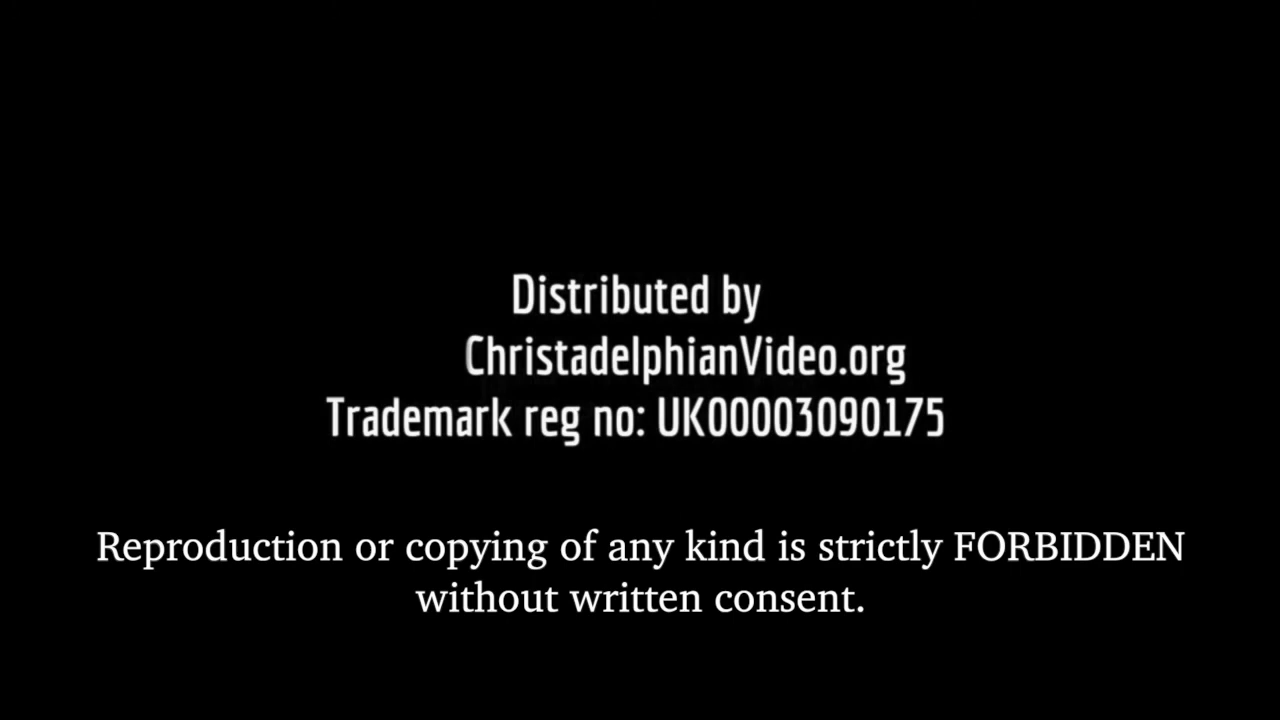 Distributed by
ChristadelphianVideo.org
Trademark reg no: UK00003090175
Reproduction or copying of any kind is strictly FORBIDDEN
without written consent.